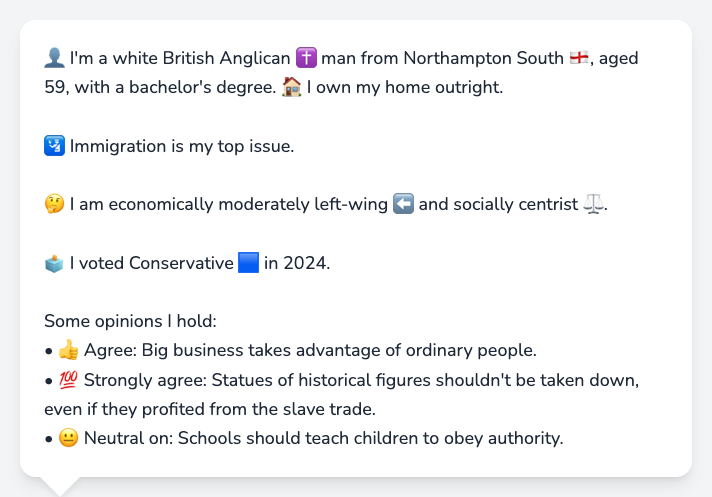 👤 I'm a white British Anglican ✝️ man from Northampton South 🏴󠁧󠁢󠁥󠁮󠁧󠁿, aged
59, with a bachelor's degree. 🏠 I own my home outright.
🛂 Immigration is my top issue.
🤔 I am economically moderately left-wing ⬅️ and socially centrist ⚖️.
🗳️ I voted Conservative 🟦 in 2024.
Some opinions I hold:
• 👍 Agree: Big business takes advantage of ordinary people.
• 💯 Strongly agree: Statues of historical figures shouldn't be taken down,
even if they profited from the slave trade.
• 😐 Neutral on: Schools should teach children to obey authority.